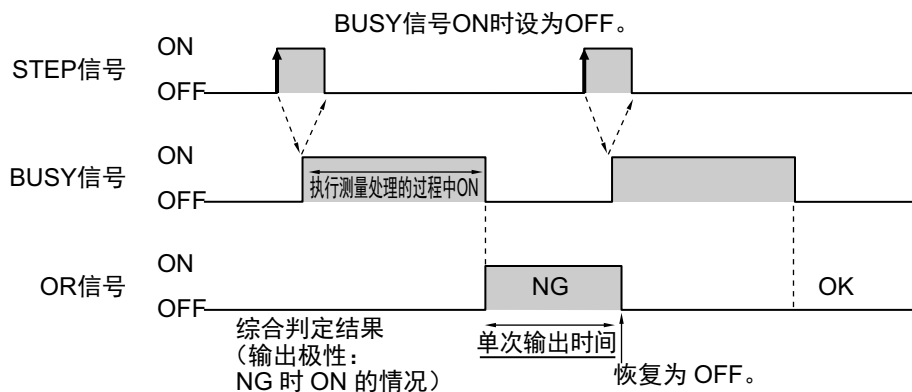 BUSY信号ON时设为OFF。
ON
STEP信号
OFF
ON
BUSY信号
执行测量处理的过程中ON
OFF
ON
OR信号
NG
OK
OFF
综合判定结果
（输出极性：
NG 时 ON 的情况）
单次输出时间
恢复为 OFF。